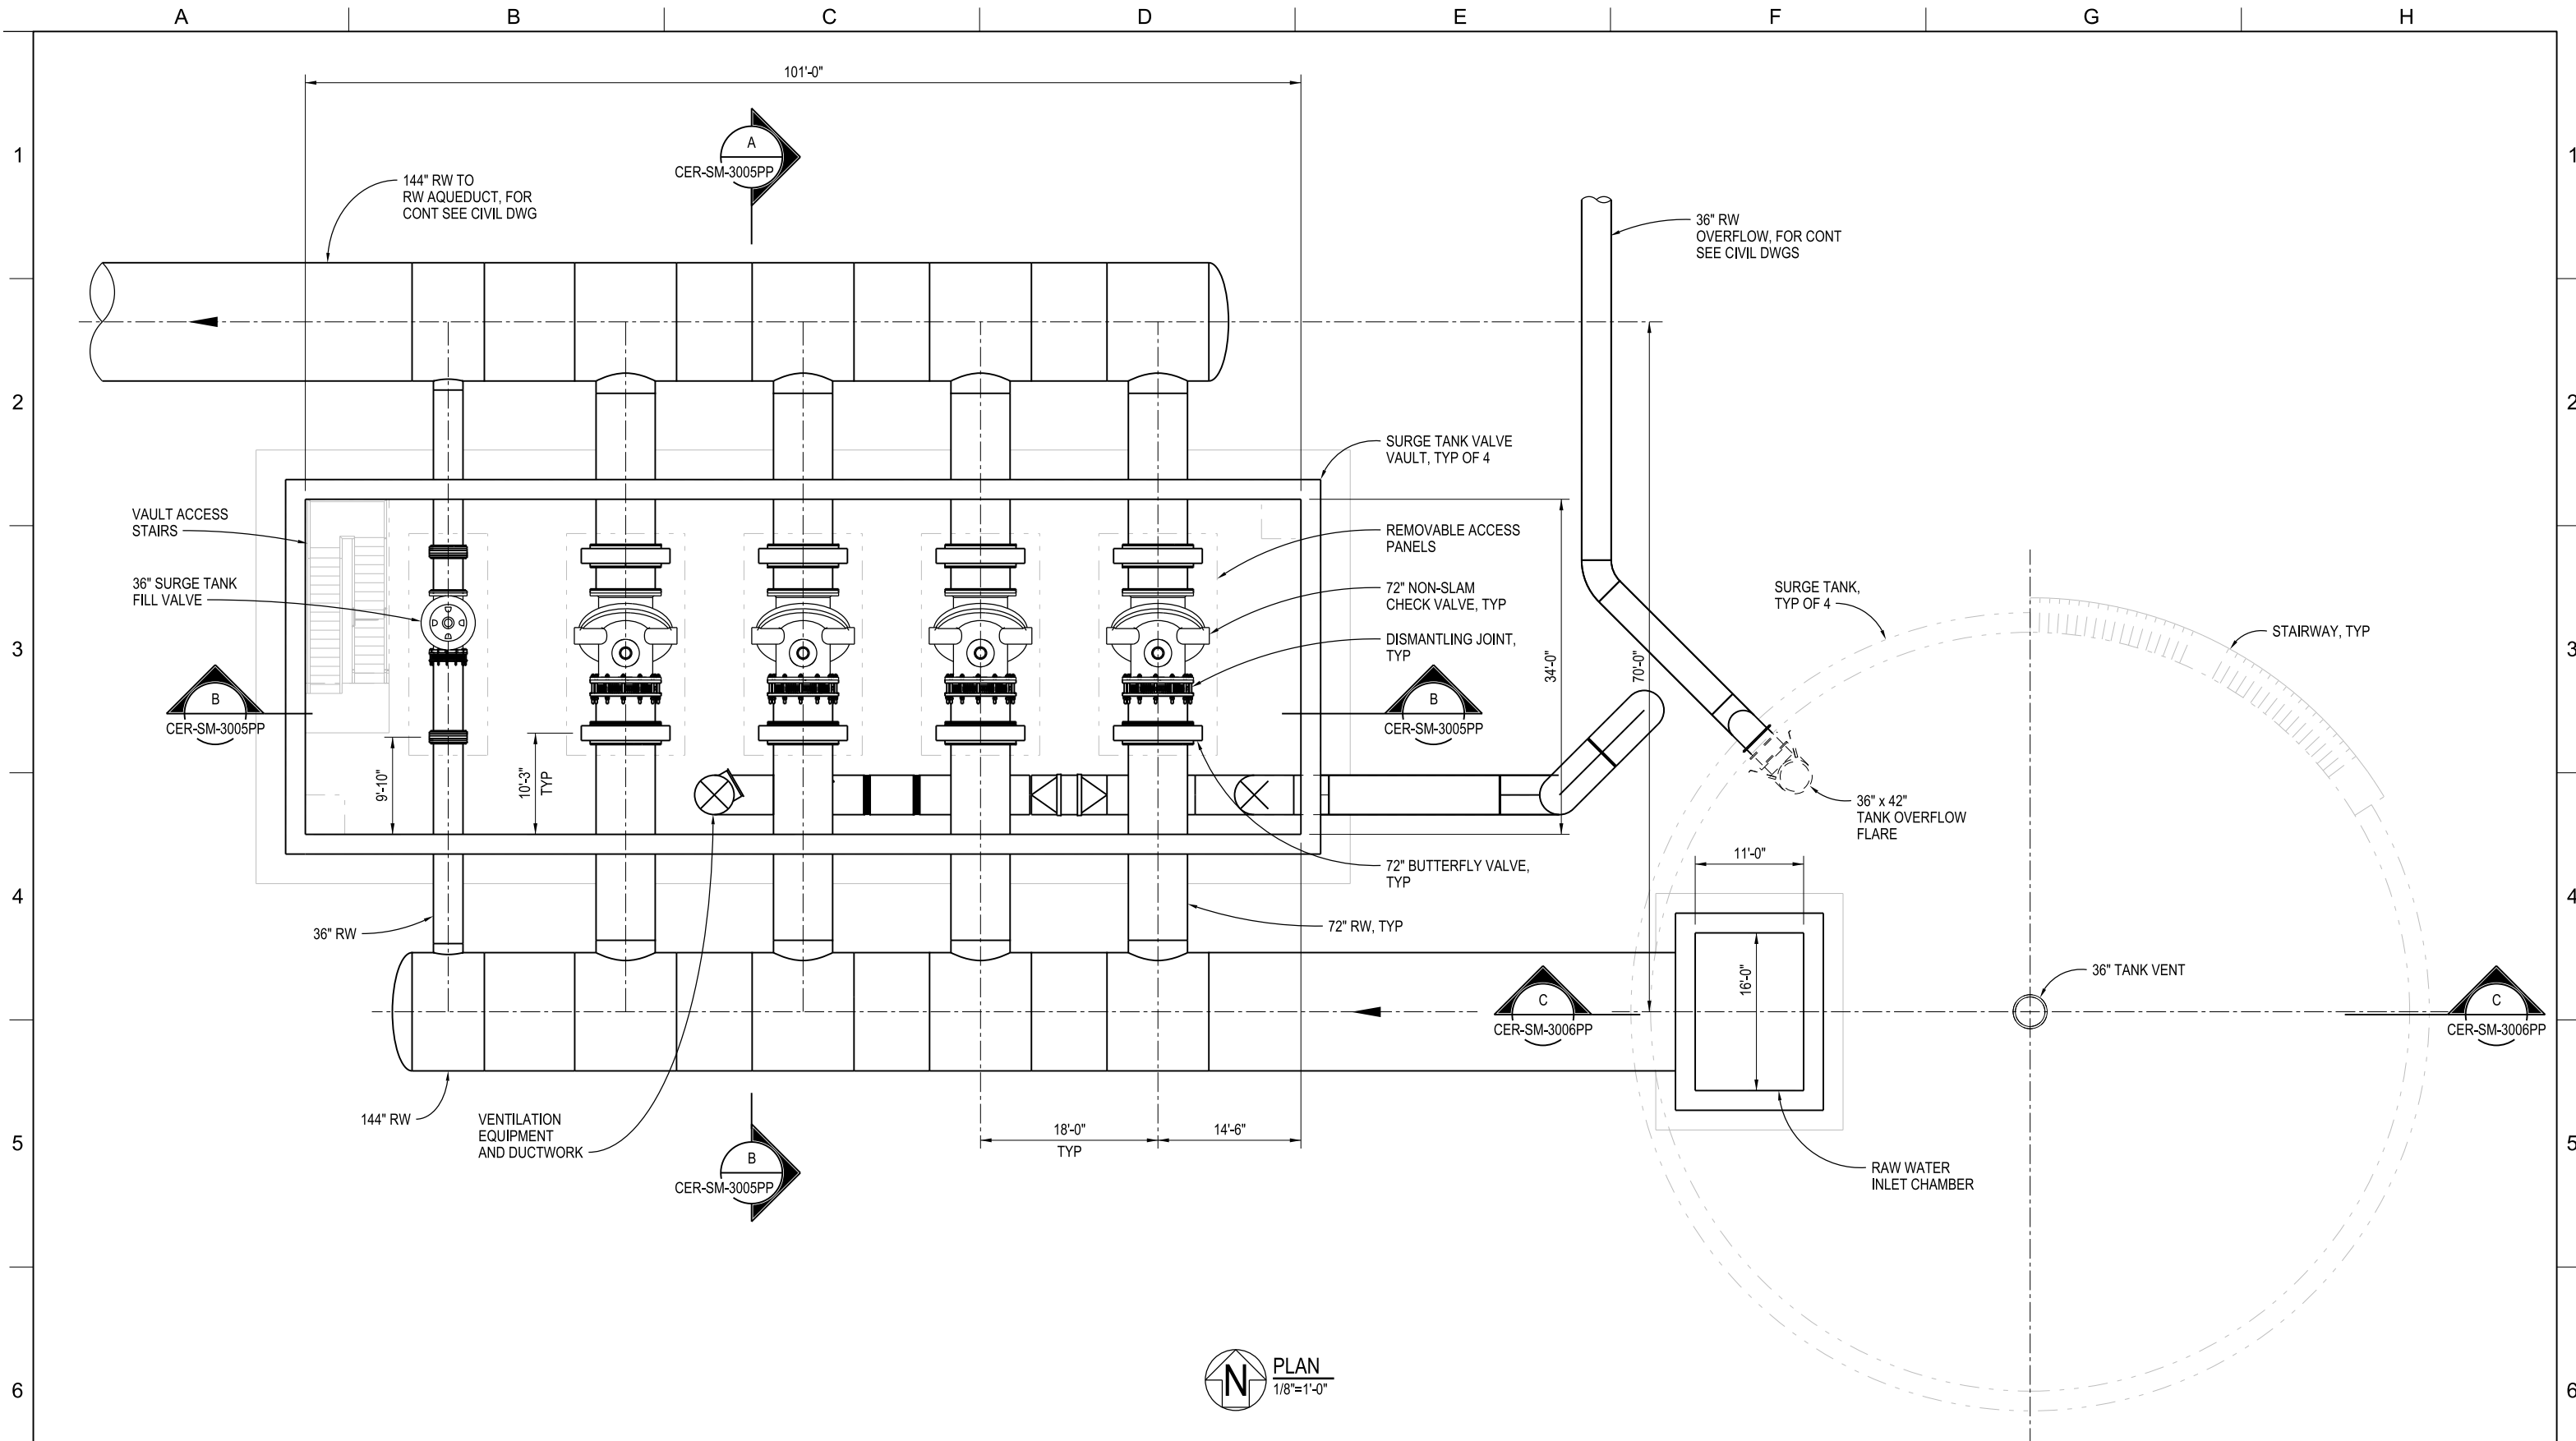 A B C D E F G H
101'-0"
1
1
A
CER-SM-3005PP
144" RW TO
RW AQUEDUCT, FOR
CONT SEE CIVIL DWG
36" RW
OVERFLOW, FOR CONT
SEE CIVIL DWGS
2
2
SURGE TANK VALVE
VAULT, TYP OF 4
VAULT ACCESS
STAIRS
REMOVABLE ACCESS
PANELS
36" SURGE TANK
FILL VALVE
72" NON-SLAM
CHECK VALVE, TYP
SURGE TANK,
TYP OF 4
STAIRWAY, TYP
3
3
DISMANTLING JOINT,
TYP
34'-0"
70'-0"
B
CER-SM-3005PP
B
CER-SM-3005PP
9'-10"
10'-3"
TYP
36" x 42"
TANK OVERFLOW
FLARE
11'-0"
72" BUTTERFLY VALVE,
TYP
4
4
36" RW
72" RW, TYP
16'-0"
36" TANK VENT
C
CER-SM-3006PP
C
CER-SM-3006PP
144" RW
VENTILATION
EQUIPMENT
AND DUCTWORK
18'-0"
TYP
14'-6"
5
5
B
CER-SM-3005PP
RAW WATER
INLET CHAMBER
N
PLAN
1/8"=1'-0"
6
6